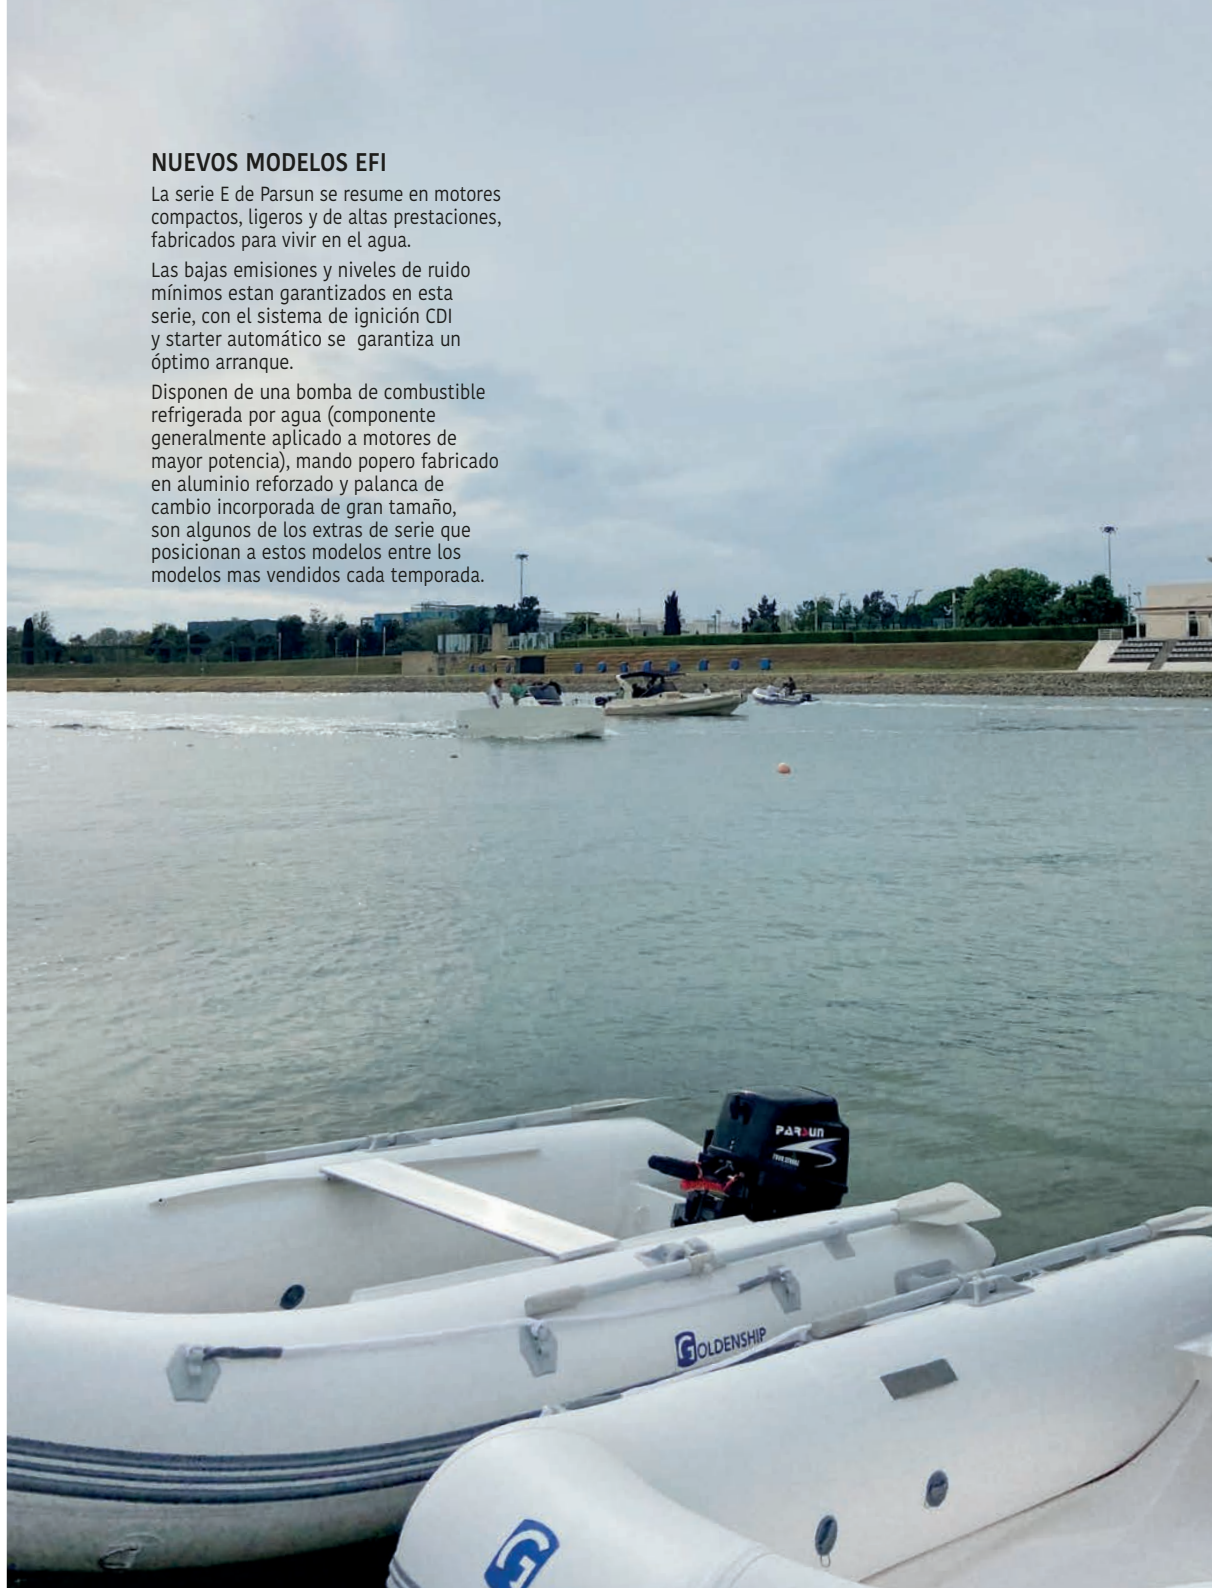 NUEVOS MODELOS EFI
La serie E de Parsun se resume en motores
compactos, ligeros y de altas prestaciones,
fabricados para vivir en el agua.
Las bajas emisiones y niveles de ruido
mínimos estan garantizados en esta
serie, con el sistema de ignición CDI
y starter automático se  garantiza un
óptimo arranque.
Disponen de una bomba de combustible
refrigerada por agua (componente
generalmente aplicado a motores de
mayor potencia), mando popero fabricado
en aluminio reforzado y palanca de
cambio incorporada de gran tamaño,
son algunos de los extras de serie que
posicionan a estos modelos entre los
modelos mas vendidos cada temporada.
PARSUN
FOUR STROKE
GOLDENSHIP
G